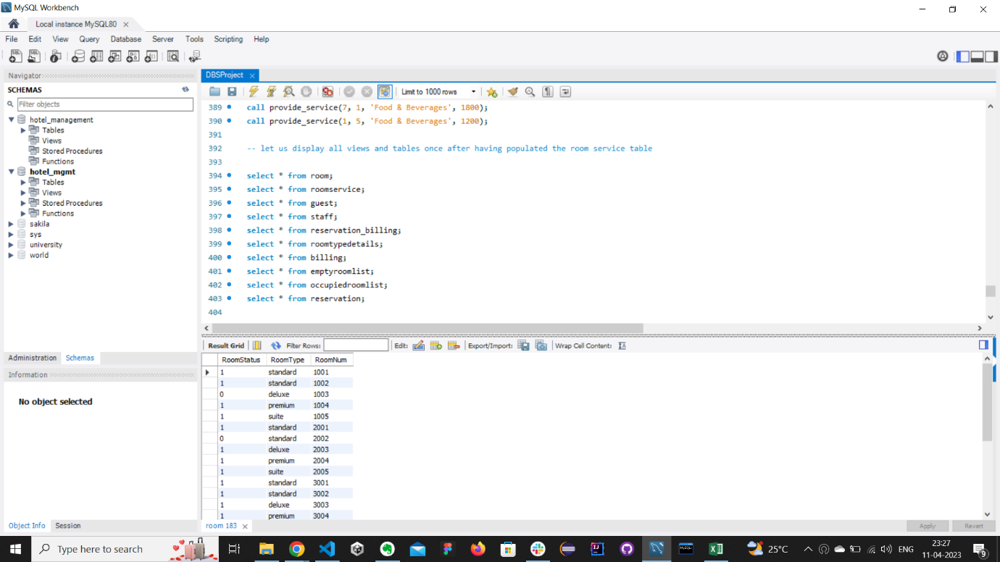 MySQL Workbench
Local instance MySQL80
File Edit View Query Database Server Tools Scripting Help
Navigator
SCHEMAS
Filter objects
hotel_management
Tables
Views
Stored Procedures
Functions
hotel_mgmt
Tables
Views
Stored Procedures
Functions
sakila
sys
university
world
Administration Schemas
Information
No object selected
Object Info Session
DBSProject
Limit to 1000 rows
389 call provide_service(7, 1, 'Food & Beverages', 1800);
390 call provide_service(1, 5, 'Food & Beverages', 1200);
391
392 -- let us display all views and tables once after having populated the room service table
393
394 select * from room;
395 select * from roomservice;
396 select * from guest;
397 select * from staff;
398 select * from reservation_billing;
399 select * from roomtypedetails;
400 select * from billing;
401 select * from emptyroomlist;
402 select * from occupiedroomlist;
403 select * from reservation;
404
Result Grid Filter Rows: Edit: Export/Import: Wrap Cell Content:
RoomStatus RoomType RoomNum
1 standard 1001
1 standard 1002
0 deluxe 1003
1 premium 1004
1 suite 1005
1 standard 2001
0 standard 2002
1 deluxe 2003
1 premium 2004
1 suite 2005
1 standard 3001
1 standard 3002
1 deluxe 3003
1 premium 3004
room 183
Apply Revert
Type here to search
25°C
ENG
23:27
11-04-2023
9